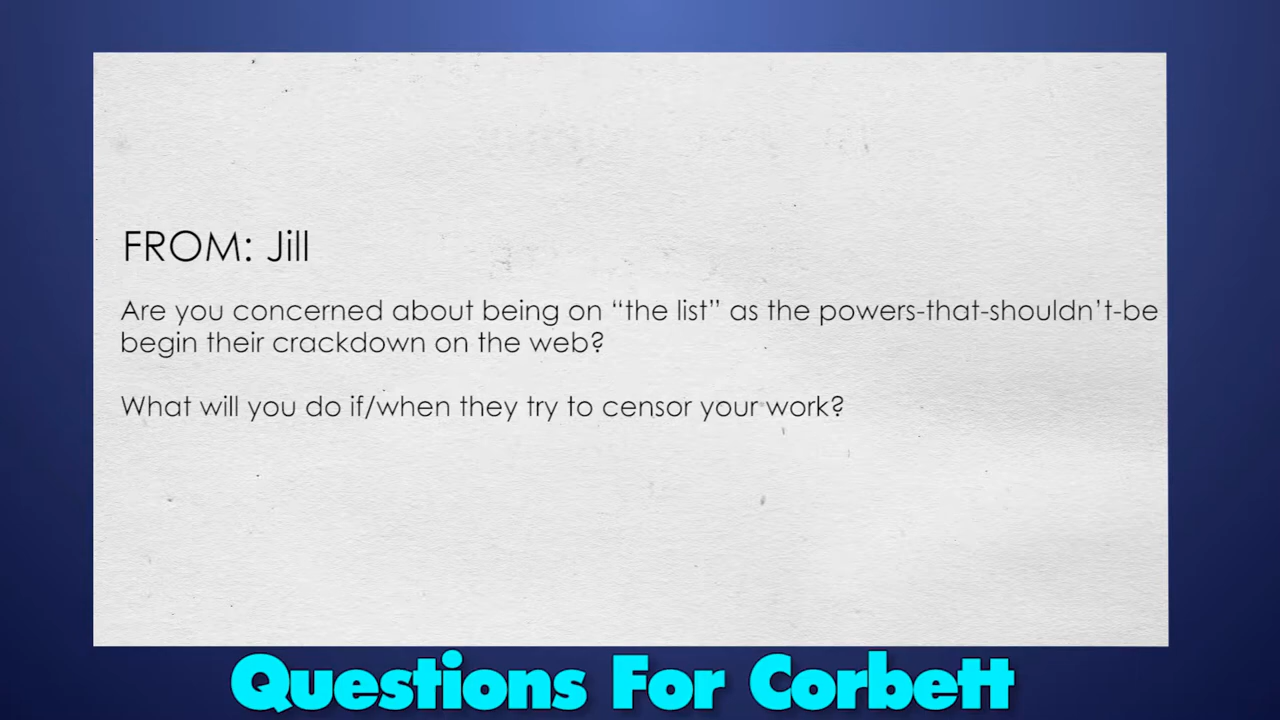 FROM: Jill
Are you concerned about being on “the list” as the powers-that-shouldn’t-be
begin their crackdown on the web?
What will you do if/when they try to censor your work?
Questions For Corbett